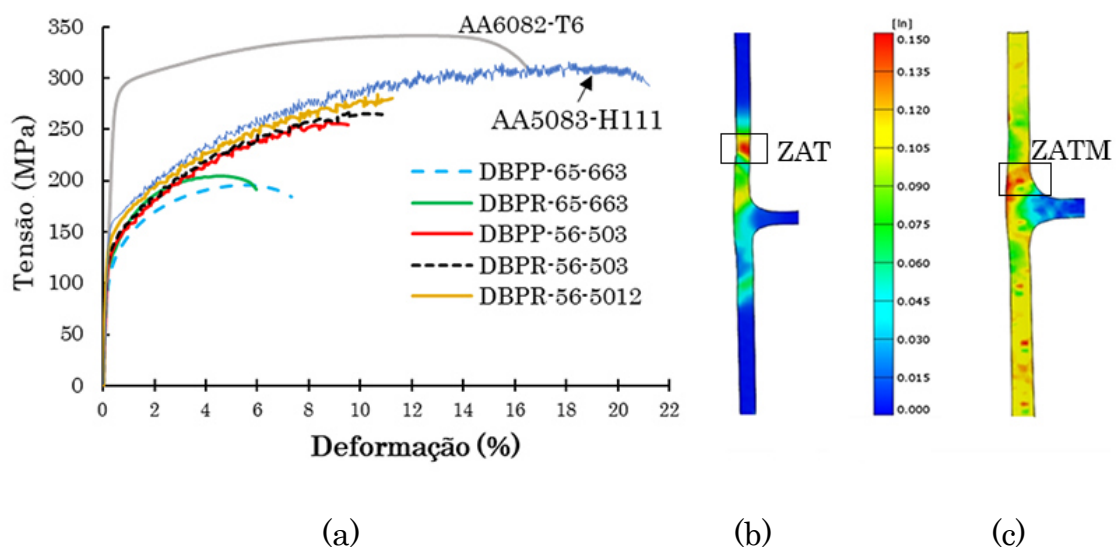 350
300
250
200
150
100
50
0
Tensão (MPa)
AA6082-T6
AA5083-H111
DBPP-65-663
DBPR-65-663
DBPP-56-503
DBPR-56-503
DBPR-56-5012
0 2 4 6 8 10 12 14 16 18 20 22
Deformação (%)
(a)
ZAT
(b)
[ln]
0.150
0.135
0.120
0.105
0.090
0.075
0.060
0.045
0.030
0.015
0.000
ZATM
(c)